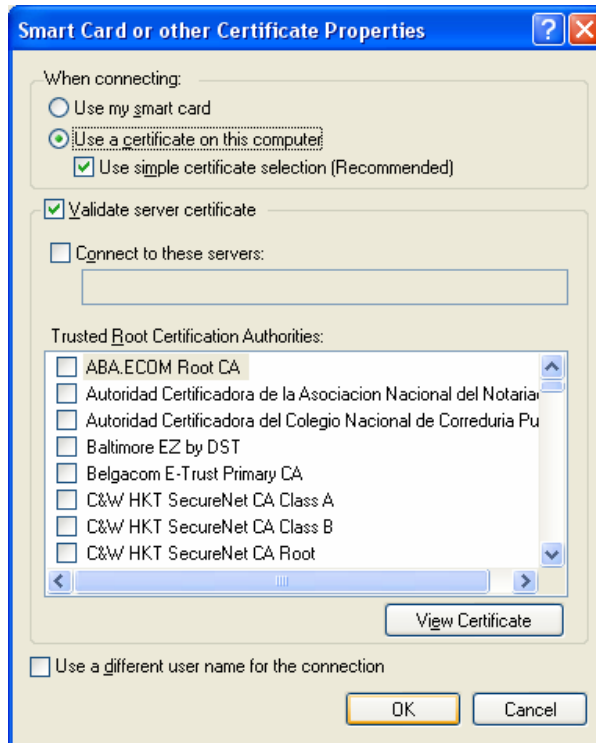 Smart Card or other Certificate Properties
When connecting:
Use my smart card
Use a certificate on this computer
Use simple certificate selection (Recommended)
Validate server certificate
Connect to these servers:
Trusted Root Certification Authorities:
ABA.ECOM Root CA
Autoridad Certificadora de la Asociacion Nacional del Notaria
Autoridad Certificadora del Colegio Nacional de Correduria Pu
Baltimore EZ by DST
Belgacom E-Trust Primary CA
C&W HKT SecureNet CA Class A
C&W HKT SecureNet CA Class B
C&W HKT SecureNet CA Root
View Certificate
Use a different user name for the connection
OK Cancel